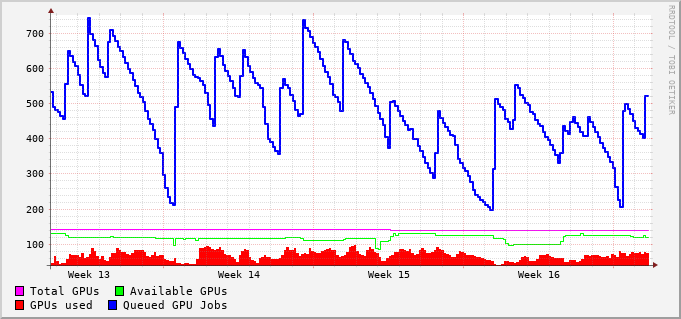 700
600
500
400
300
200
100
Week 13 Week 14 Week 15 Week 16
Total GPUs Available GPUs
GPUs used Queued GPU Jobs
RRDTOOL / TOBI OETIKER